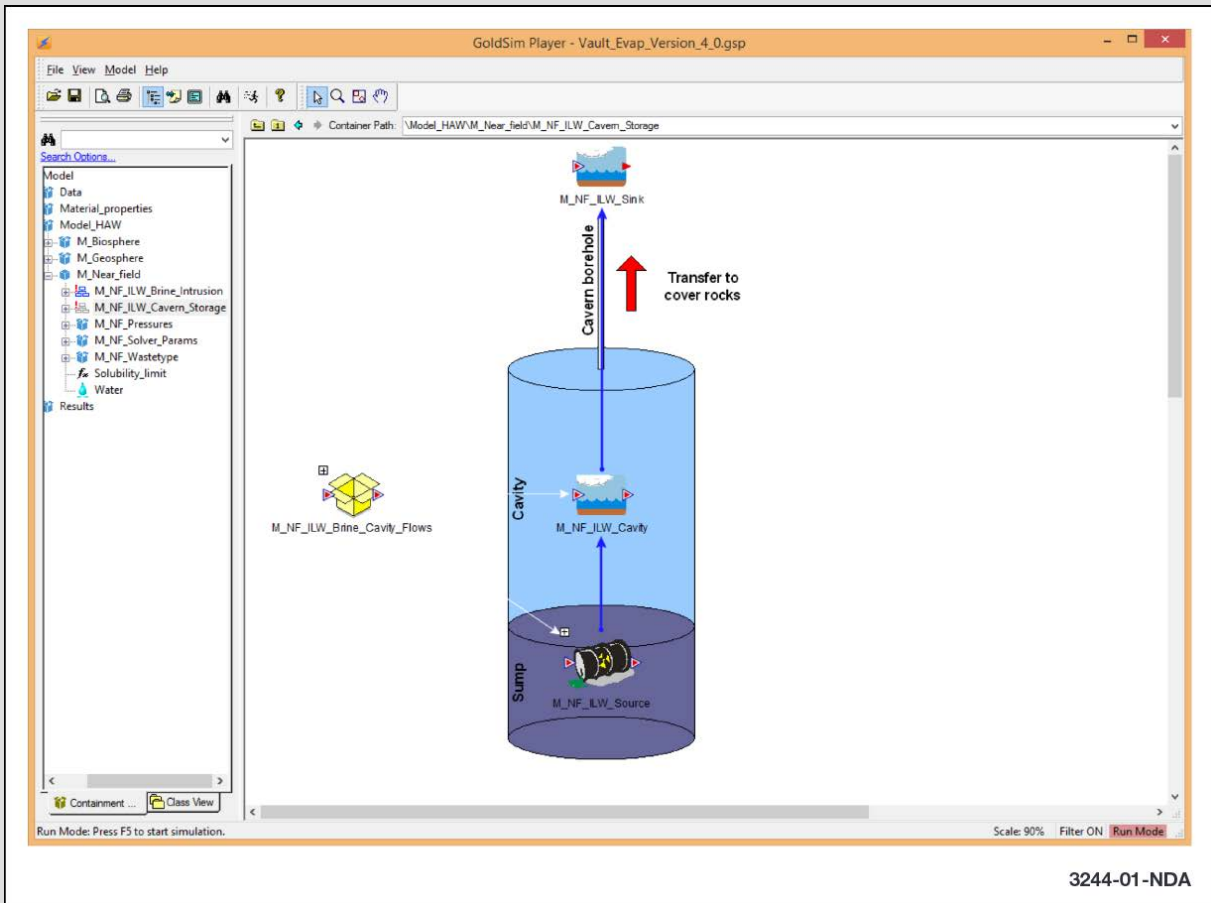 GoldSim Player - Vault_Evap_Version_4_0.gsp
File View Model Help
Container Path: \Model_HAW\M_Near_field\M_NF_ILW_Cavern_Storage
Search Options...
Model
Data
Material_properties
Model_HAW
M_Biosphere
M_Geosphere
M_Near_field
M_NF_ILW_Brine_Intrusion
M_NF_ILW_Cavern_Storage
M_NF_Pressures
M_NF_Solver_Params
M_NF_Wastetype
fx Solubility_limit
Water
Results
M_NF_ILW_Sink
Cavern borehole
Transfer to
cover rocks
Cavity
M_NF_ILW_Brine_Cavity_Flows
M_NF_ILW_Cavity
Sump
M_NF_ILW_Source
Containment ... Class View
Run Mode: Press F5 to start simulation.
Scale: 90% Filter ON Run Mode
3244-01-NDA